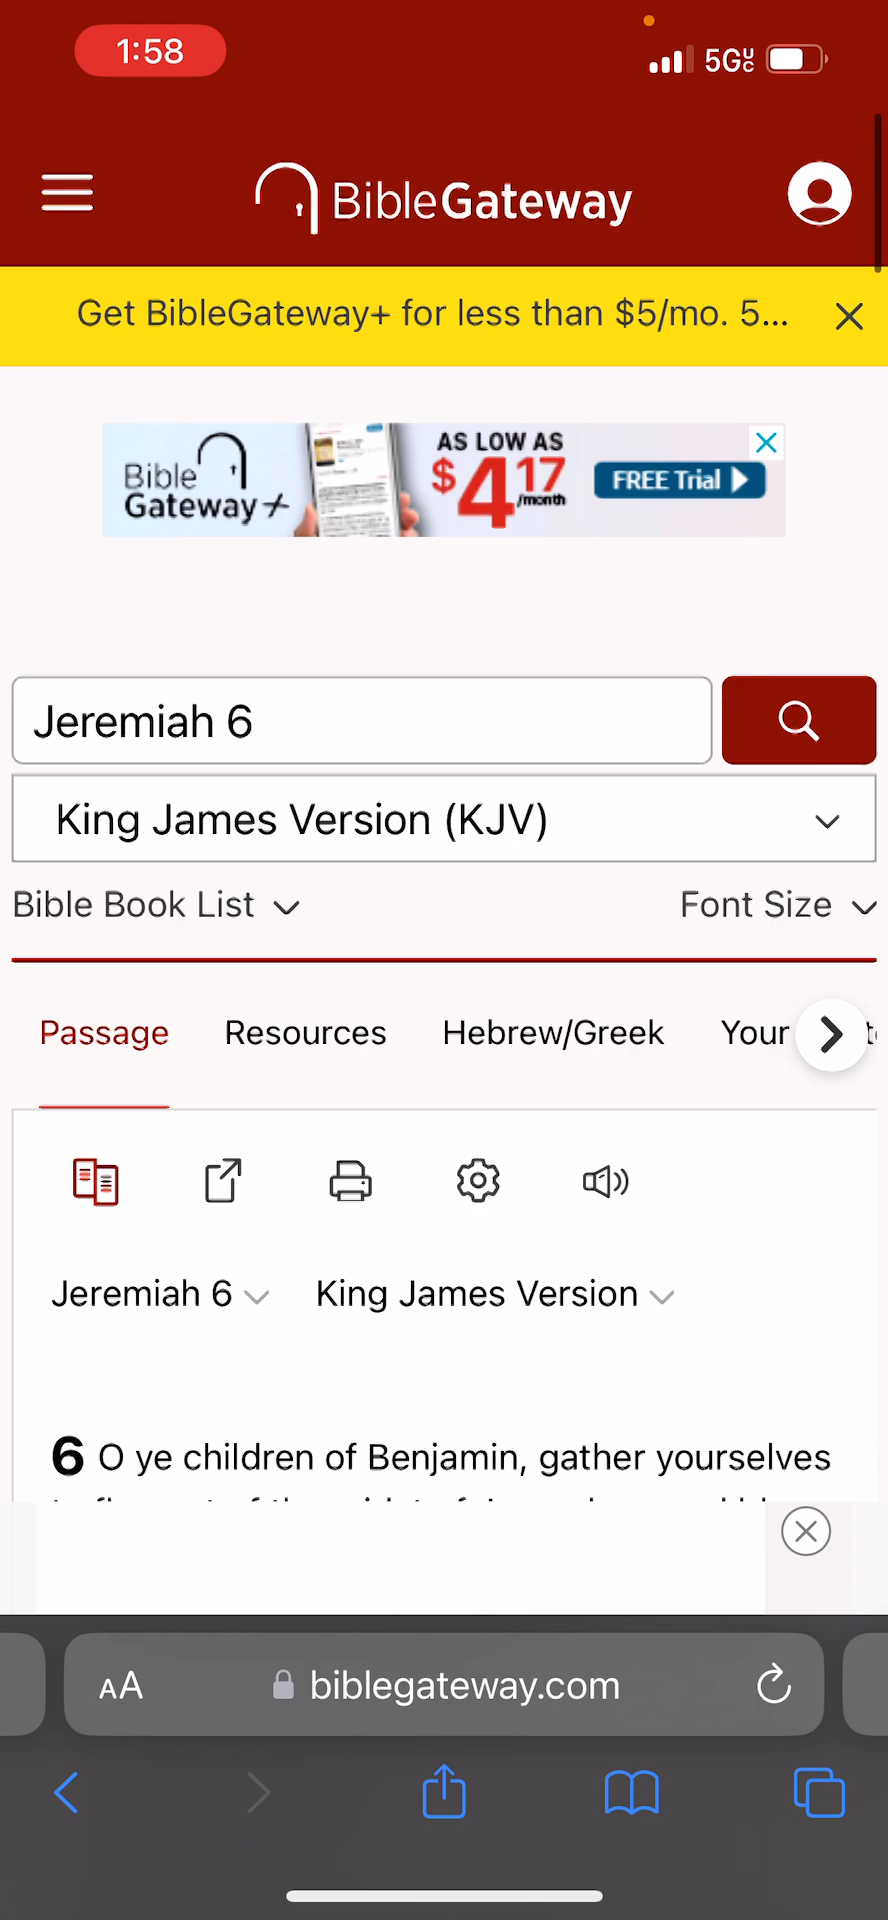 1:58
5G UC
BibleGateway
Get BibleGateway+ for less than $5/mo. 5...
Bible
Gateway+
AS LOW AS
$4.17
/month
FREE Trial
Jeremiah 6
King James Version (KJV)
Bible Book List
Font Size
Passage
Resources
Hebrew/Greek
Your
Jeremiah 6
King James Version
6 O ye children of Benjamin, gather yourselves
AA
biblegateway.com